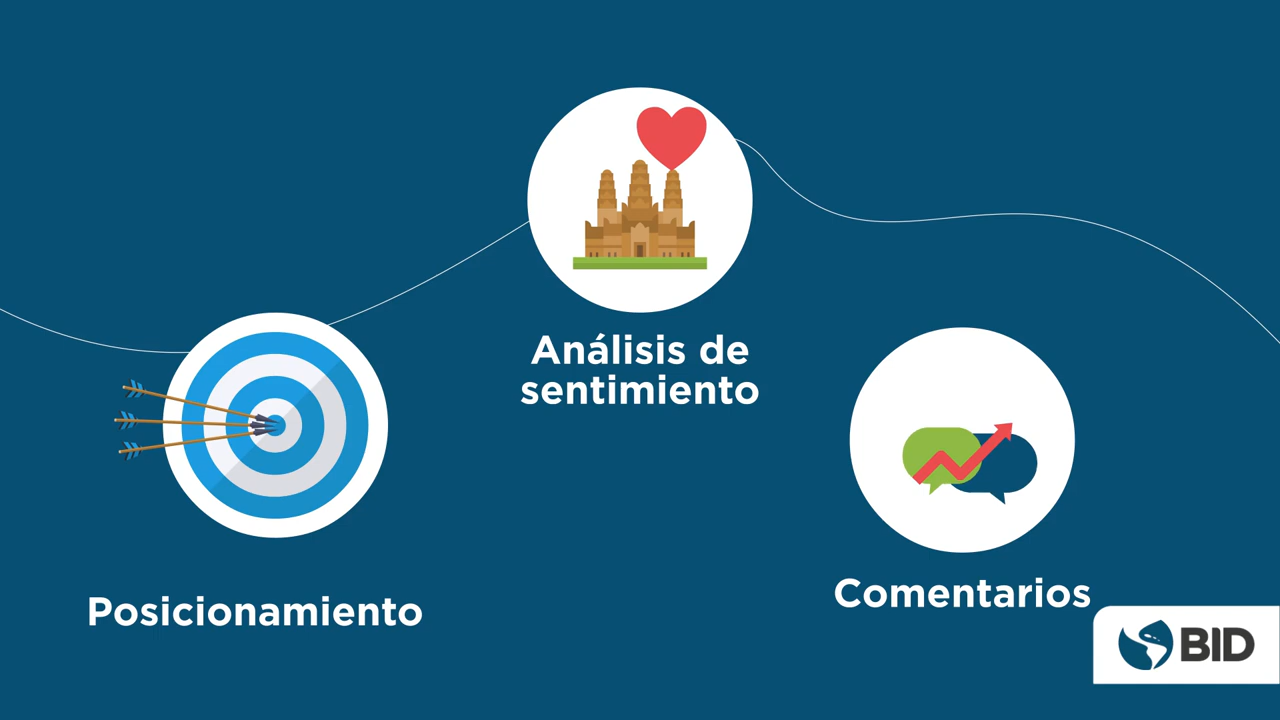 Análisis de
sentimiento
Posicionamiento
Comentarios
BID